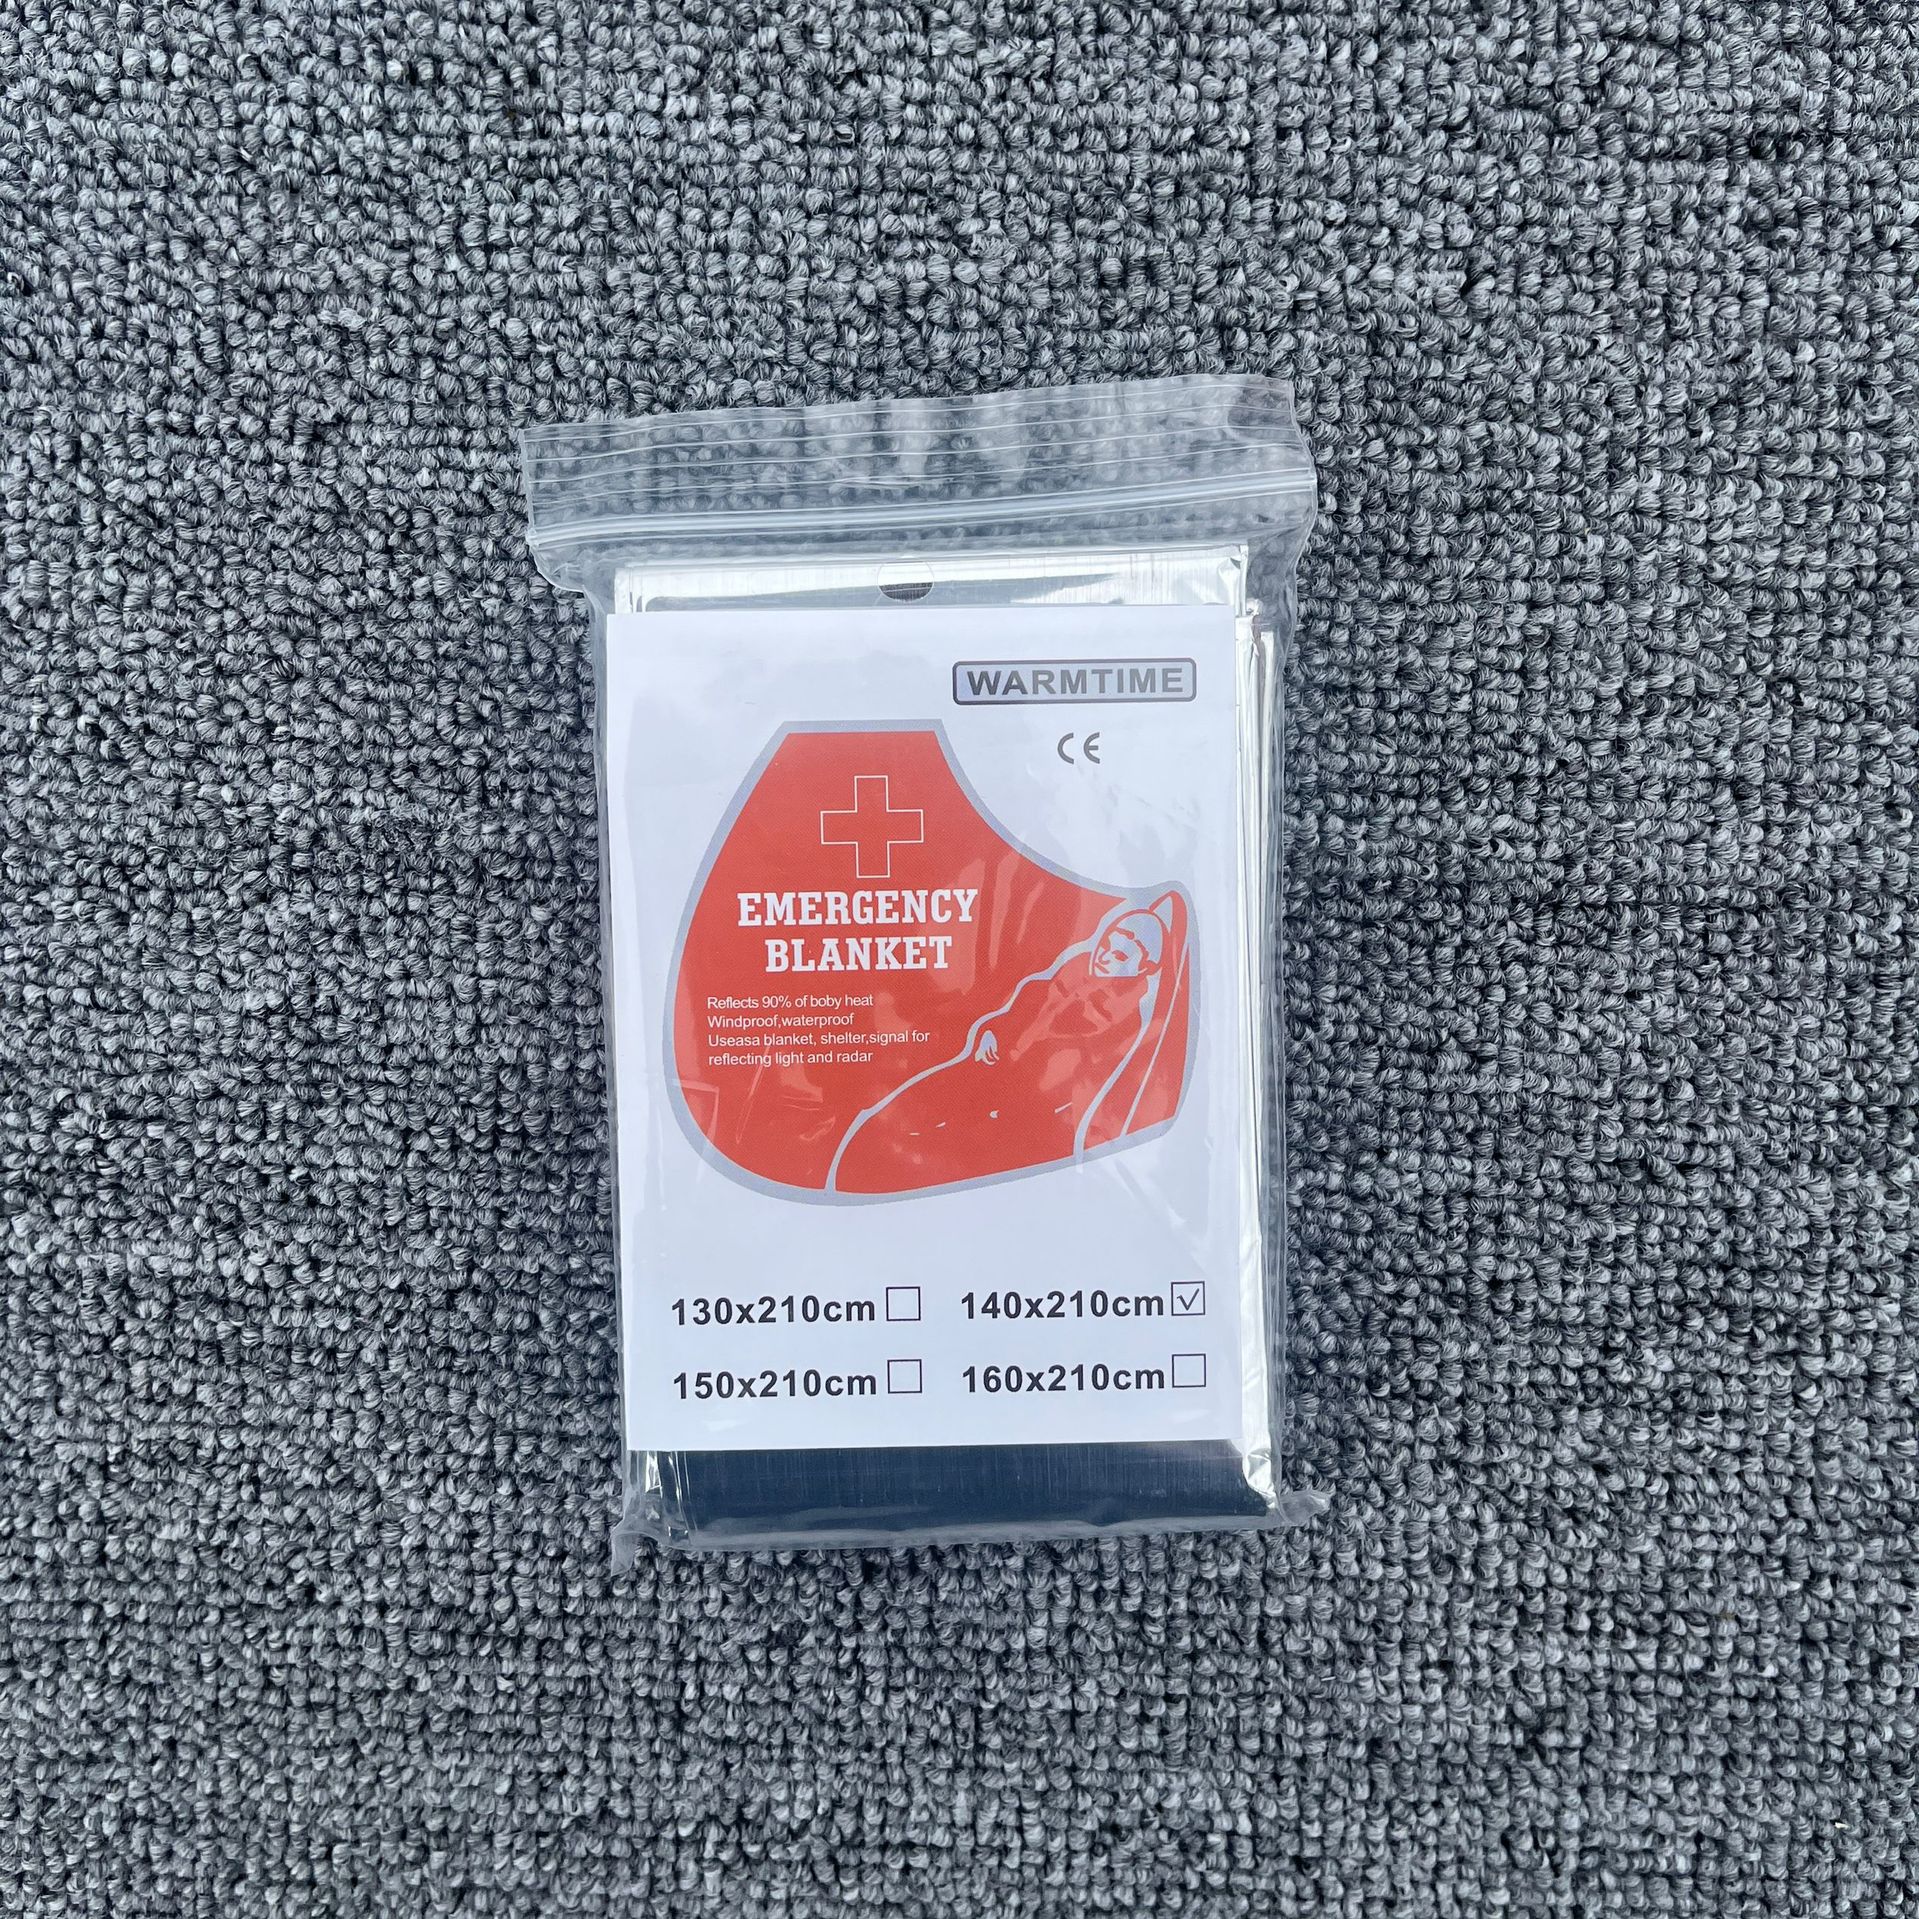 WARMTIME
CE
EMERGENCY
BLANKET
Reflects 90% of boby heat
Windproof,waterproof
Useasa blanket, shelter,signal for
reflecting light and radar
130x210cm 140x210cm
150x210cm 160x210cm